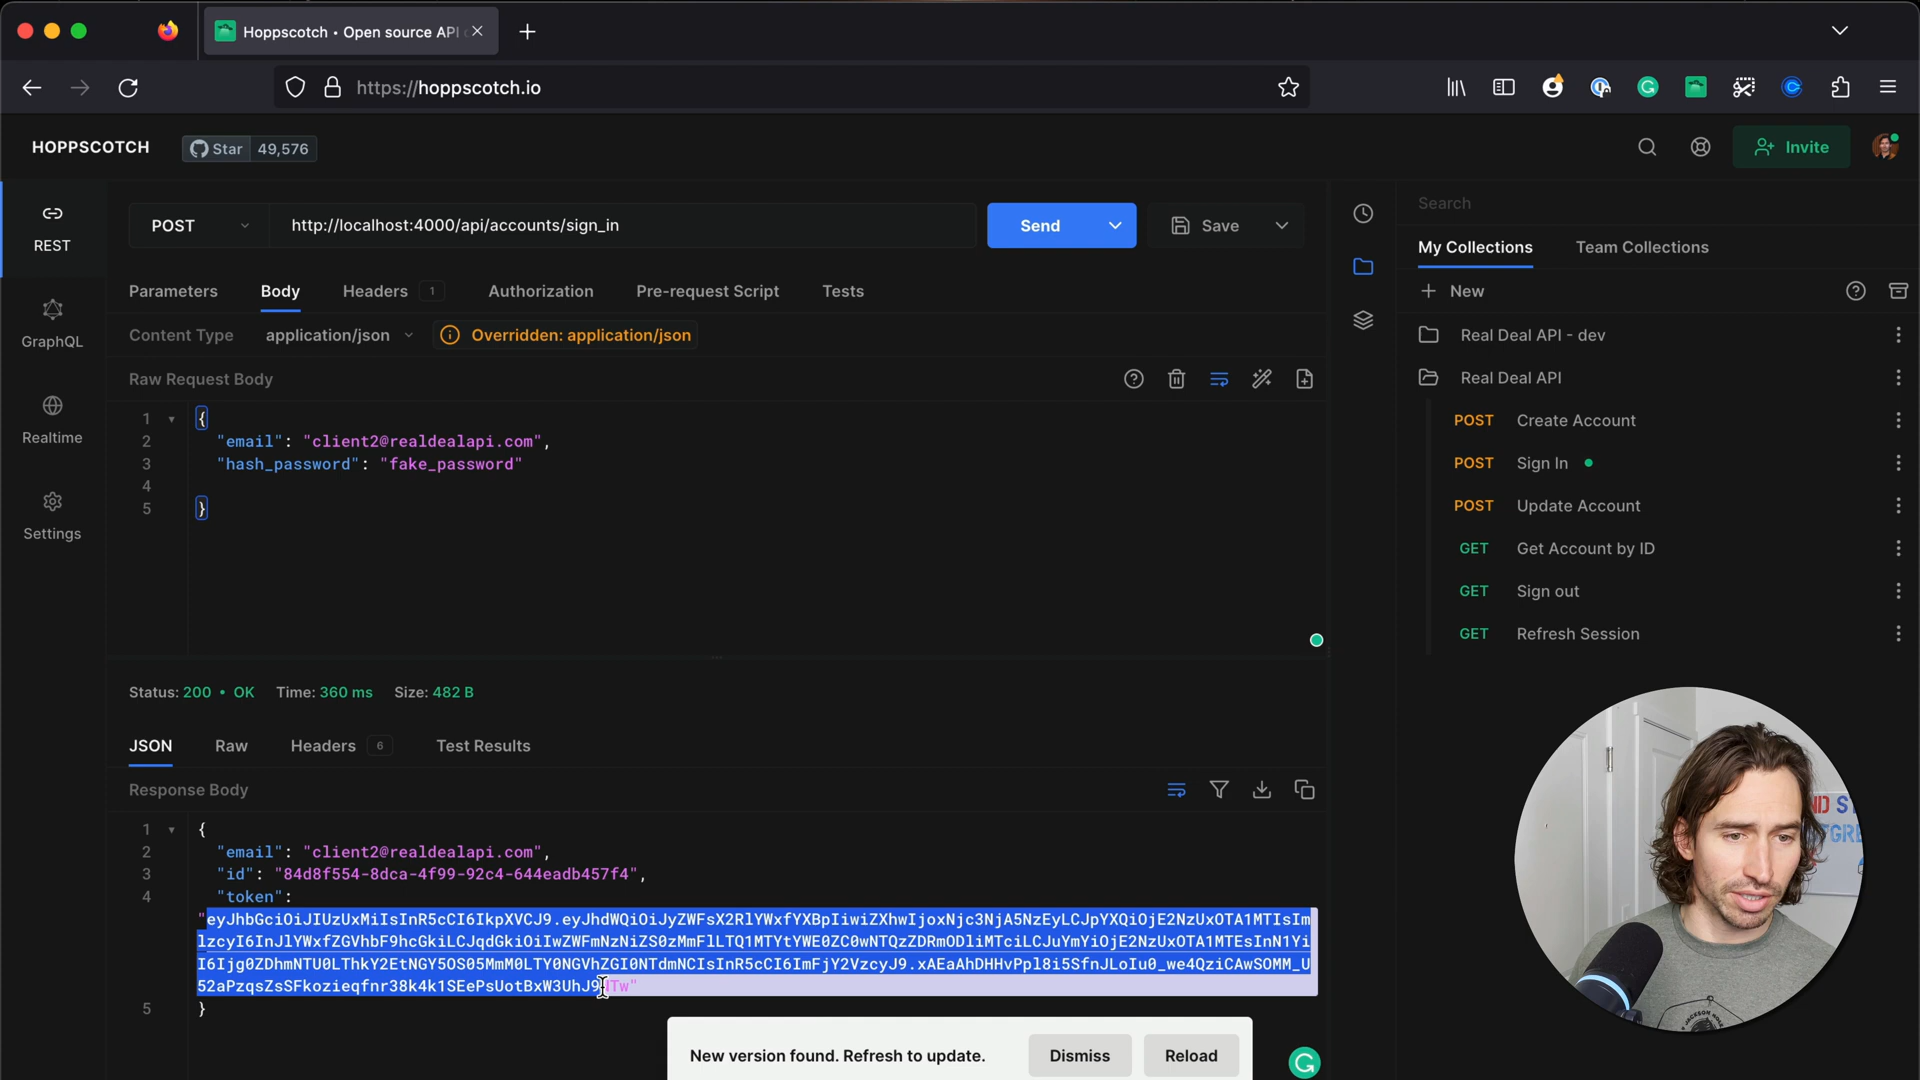 Hoppscotch • Open source API
https://hoppscotch.io
HOPPSCOTCH
Star 49,576
Invite
REST
GraphQL
Realtime
Settings
POST
http://localhost:4000/api/accounts/sign_in
Send
Save
Parameters
Body
Headers 1
Authorization
Pre-request Script
Tests
Content Type
application/json
Overridden: application/json
Raw Request Body
1 {
2 "email": "client2@realdealapi.com",
3 "hash_password": "fake_password"
4
5 }
Status: 200 • OK Time: 360 ms Size: 482 B
JSON
Raw
Headers 6
Test Results
Response Body
1 {
2 "email": "client2@realdealapi.com",
3 "id": "84d8f554-8dca-4f99-92c4-644eadb457f4",
4 "token":
"eyJhbGciOiJIUzUxMiIsInR5cCI6IkpXVCJ9.eyJhdWQiOiJyZWFsX2RlYWxfYXBpIiwiZXhwIjoxNjc3NjA5NzEyLCJpYXQiOjE2NzUxOTA1MTIsIm
lzcyI6InJlYWxfZGVhbF9hcGkiLCJqdGkiOiIwZWFmNzNiZS0zMmFlLTQ1MTYtYWE0ZC0wNTQzZDRmODliMTciLCJuYmYiOjE2NzUxOTA1MTEsInN1Yi
I6Ijg0ZDhmNTU0LThkY2EtNGY5OS05MmM0LTY0NGVhZGI0NTdmNCIsInR5cCI6ImFjY2VzcyJ9.xAEaAhDHHvPpl8i5SfnJLoIu0_we4QziCAwSOMM_U
5 }
Search
My Collections
Team Collections
New
Real Deal API - dev
Real Deal API
POST Create Account
POST Sign In
POST Update Account
GET Get Account by ID
GET Sign out
GET Refresh Session
New version found. Refresh to update.
Dismiss
Reload